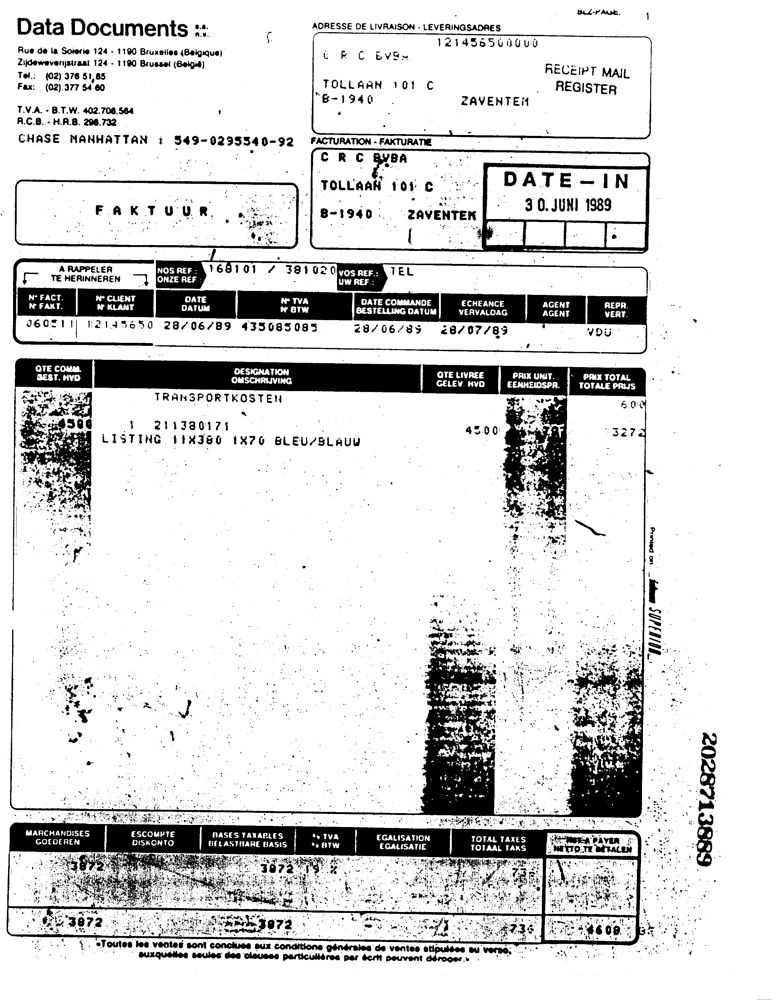 BLZ-PAGE. 1
Data Documents s.a. n.v.
ADRESSE DE LIVRAISON - LEVERINGSADRES
Rue de la Soierie 124 - 1190 Bruxelles (Belgique)
Zijdeweverijstraat 124 - 1190 Brussel (België)
Tel.: (02) 376 51 65
Fax: (02) 377 54 60
T.V.A. - B.T.W. 402.706.564
R.C.B. - H.R.B. 296.732
CHASE MANHATTAN : 549-0295540-92
121456500000
C R C BVBA
RECEIPT MAIL
REGISTER
TOLLAAN 101 C
B-1940 ZAVENTEM
FACTURATION - FAKTURATIE
C R C BVBA
TOLLAAN 101 C
B-1940 ZAVENTEM
DATE-IN
30. JUNI 1989
FAKTUUR
A RAPPELER
TE HERINNEREN
NOS REF.:
ONZE REF
168101 / 381020
VOS REF.:
UW REF.:
TEL
N° FACT. N° CLIENT DATE N° TVA DATE COMMANDE ECHEANCE AGENT REPR.
N° FAKT. N° KLANT DATUM N° BTW BESTELLING DATUM VERVALDAG AGENT VERT.
060511 12145650 28/06/89 435085085 28/06/89 28/07/89 VDU
QTE COMM. DESIGNATION QTE LIVREE PRIX UNIT. PRIX TOTAL
BEST. HVD OMSCHRIJVING GELEV. HVD EENHEIDSPR. TOTALE PRIJS
TRANSPORTKOSTEN 600
4500 1 211380171 4500 3272
LISTING 11X380 1X70 BLEU/BLAUW
Printed on SUPERIOR
2028713889
MARCHANDISES ESCOMPTE BASES TAXABLES % TVA EGALISATION TOTAL TAXES NET A PAYER
GOEDEREN DISKONTO BELASTBARE BASIS % BTW EGALISATIE TOTAAL TAKS NETTO TE BETALEN
3872 3872 19 % 736
3872 3872 736 4608
«Toutes les ventes sont conclues aux conditions générales de ventes stipulées au verso,
auxquelles seules des clauses particulières par écrit peuvent déroger.»